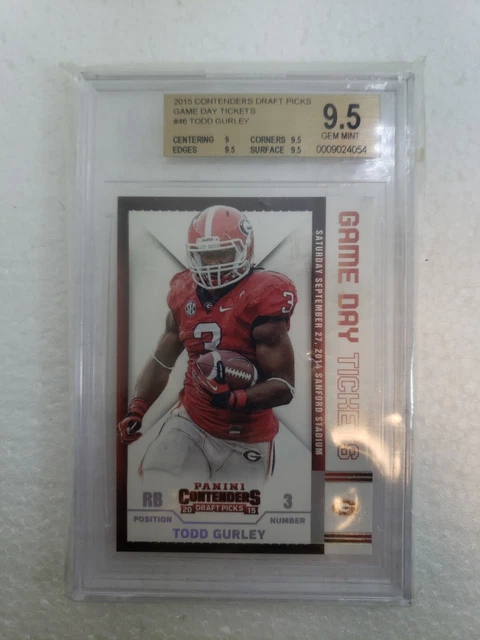 2015 CONTENDERS DRAFT PICKS
GAME DAY TICKETS
#46 TODD GURLEY
CENTERING 9 CORNERS 9.5
EDGES 9.5 SURFACE 9.5
9.5
GEM MINT
0009024054
GAME DAY TICKETS
SATURDAY SEPTEMBER 27, 2014 SANFORD STADIUM
G
3
SEC
3
G
PANINI
CONTENDERS
20 DRAFT PICKS 15
RB
POSITION
3
NUMBER
TODD GURLEY